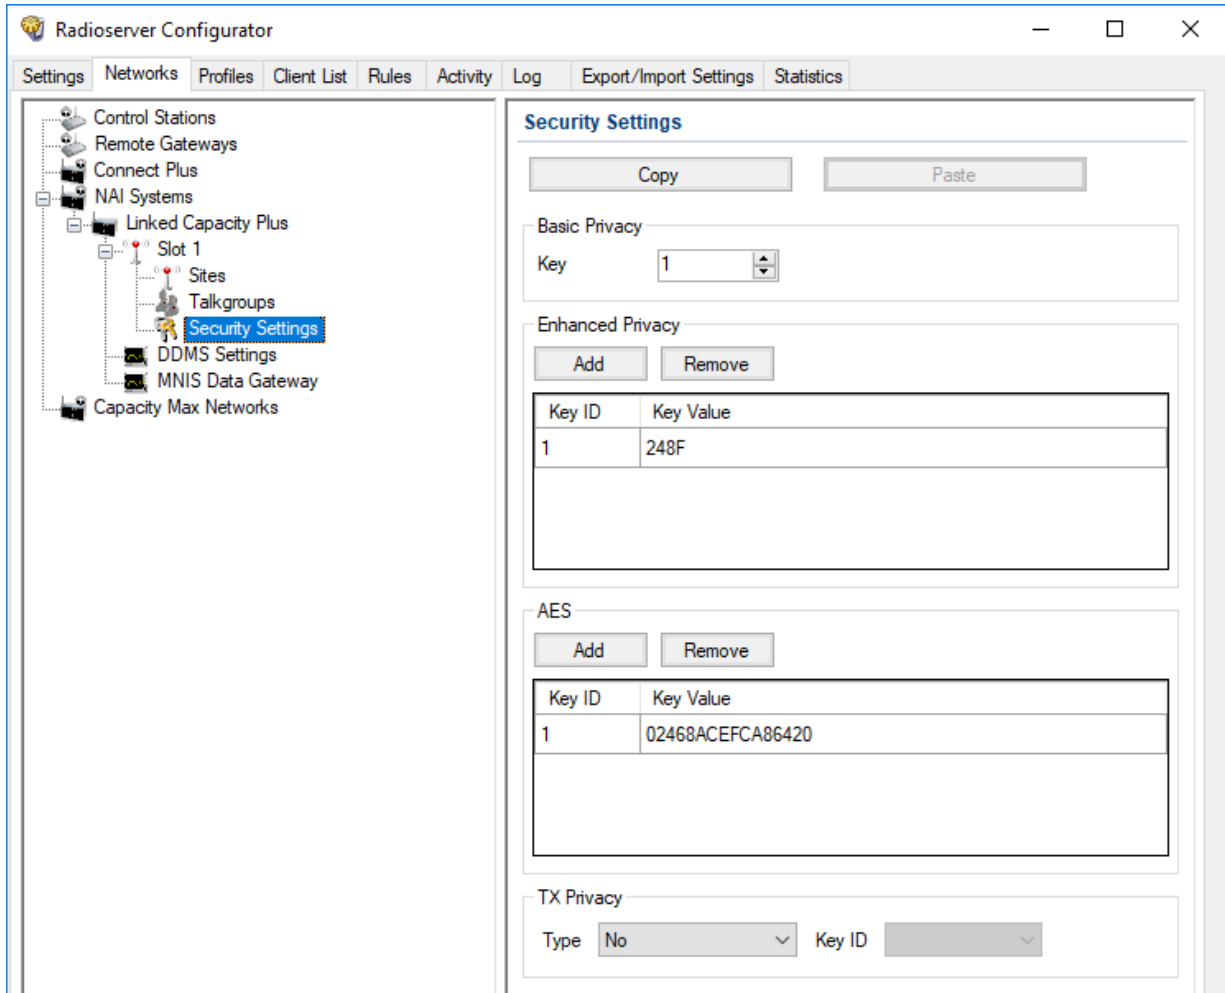 Radioserver Configurator
Settings Networks Profiles Client List Rules Activity Log Export/Import Settings Statistics
Control Stations
Remote Gateways
Connect Plus
NAI Systems
Linked Capacity Plus
Slot 1
Sites
Talkgroups
Security Settings
DDMS Settings
MNIS Data Gateway
Capacity Max Networks
Security Settings
Copy Paste
Basic Privacy
Key 1
Enhanced Privacy
Add Remove
Key ID Key Value
1 248F
AES
Add Remove
Key ID Key Value
1 02468ACEFCA86420
TX Privacy
Type No Key ID